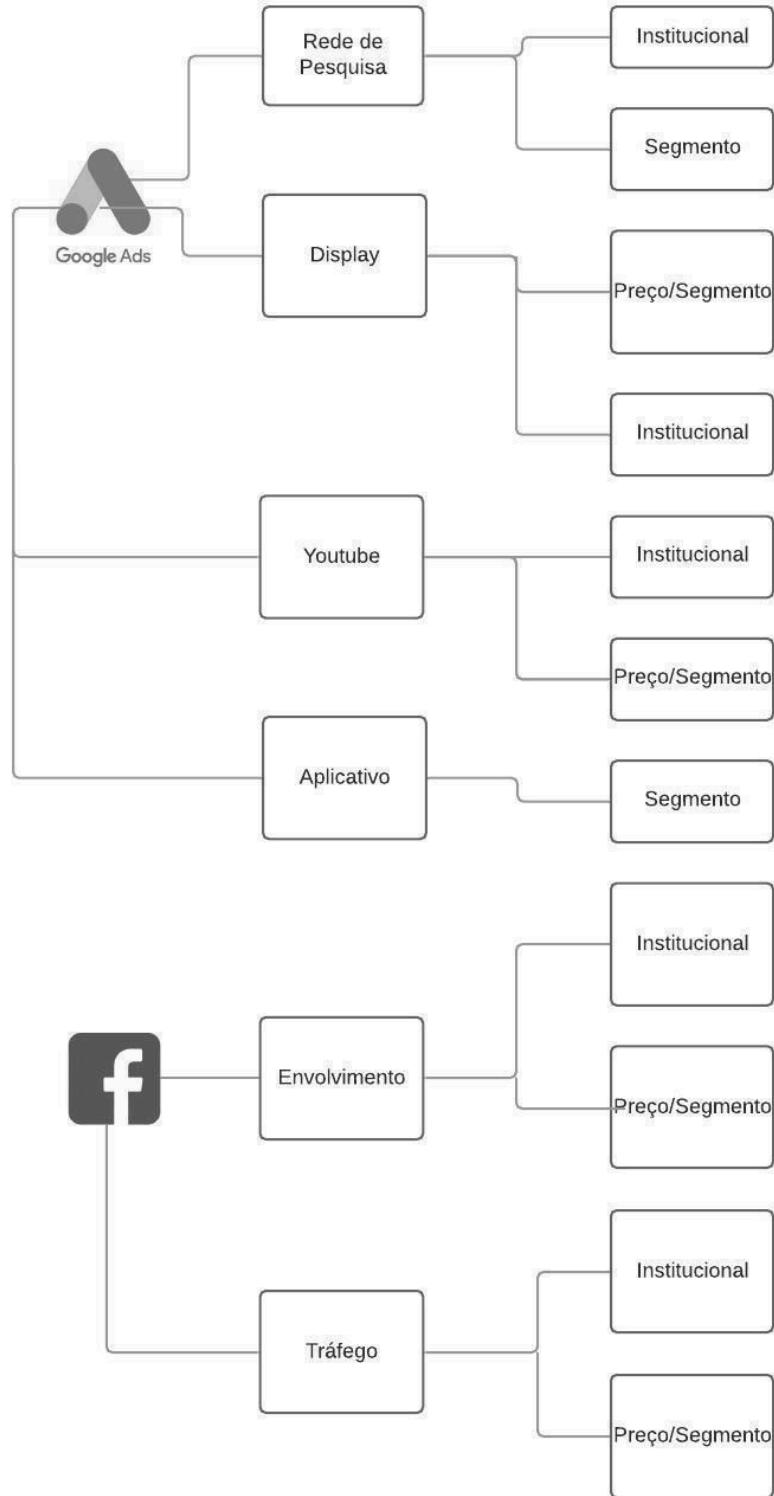 Rede de
Pesquisa
Institucional
Segmento
Google Ads
Display
Preço/Segmento
Institucional
Youtube
Institucional
Preço/Segmento
Aplicativo
Segmento
Institucional
Envolvimento
Preço/Segmento
Institucional
Tráfego
Preço/Segmento